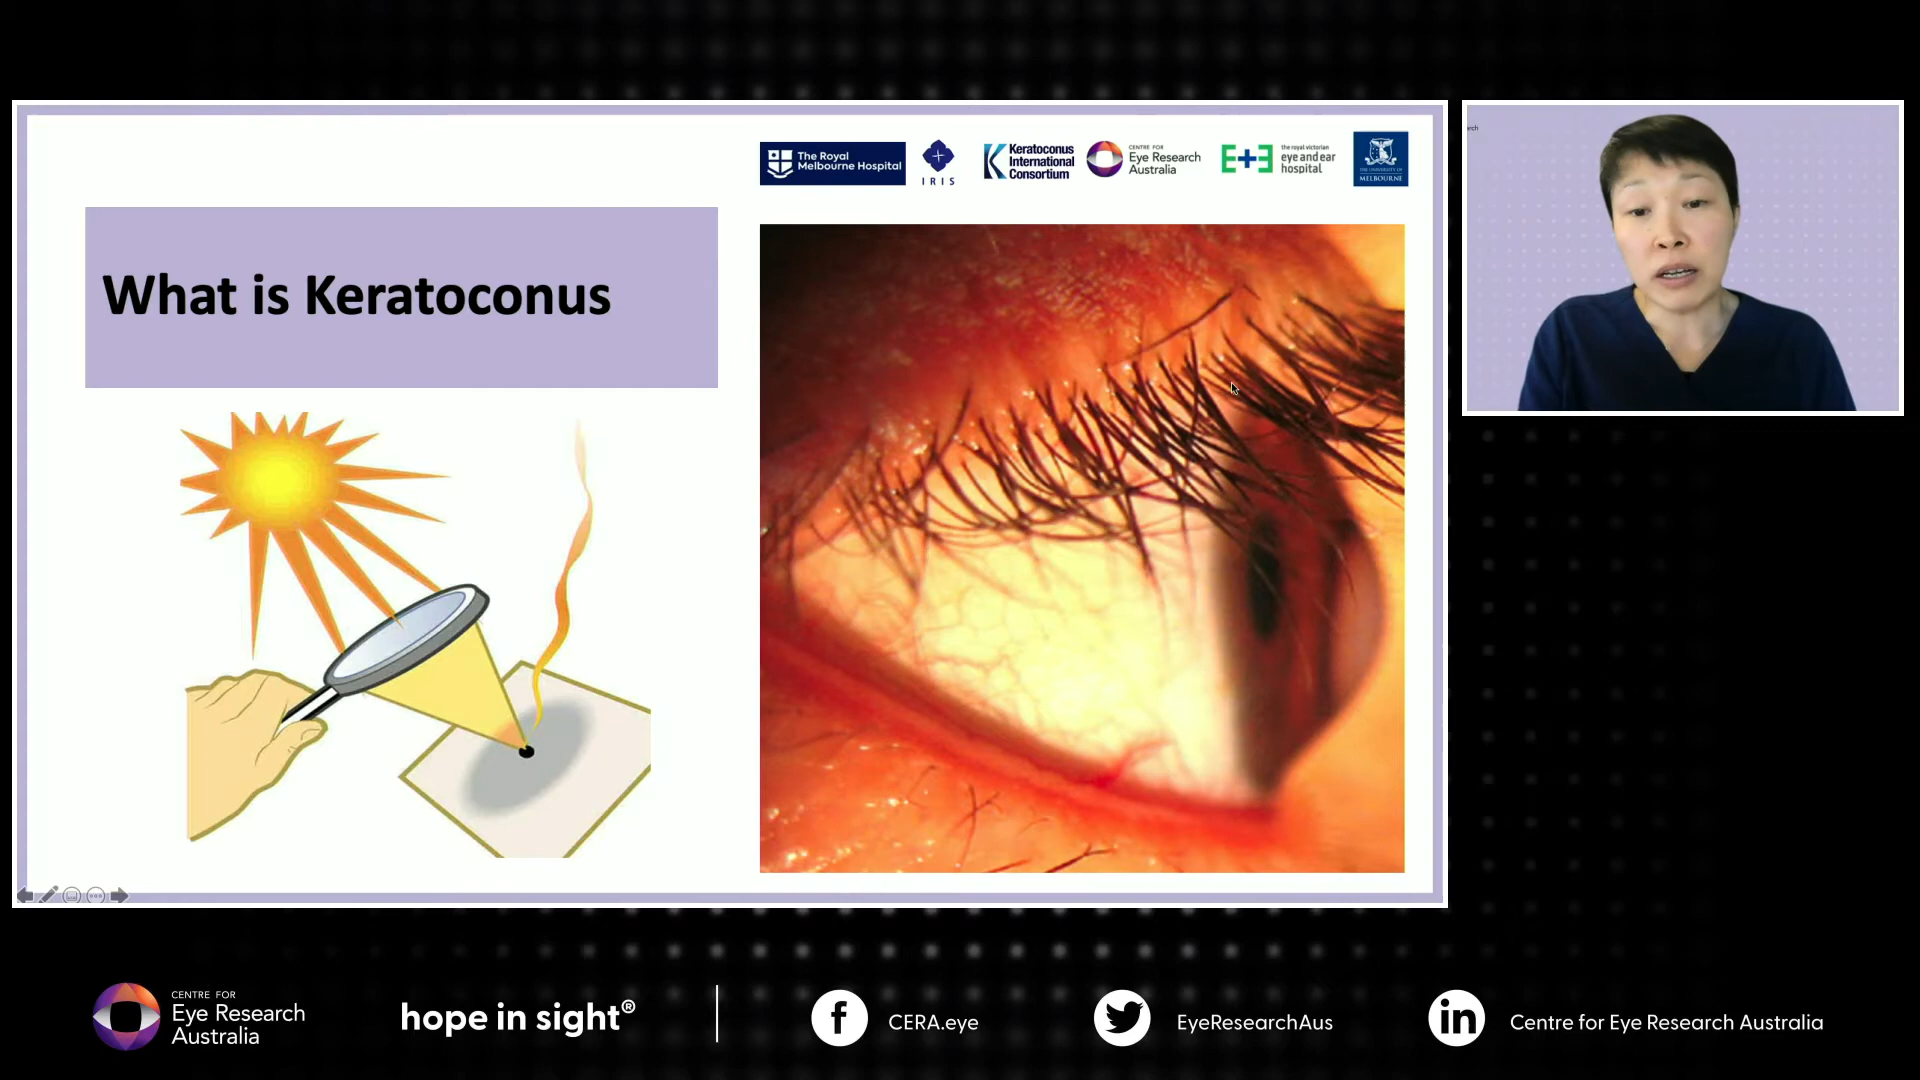 The Royal
Melbourne Hospital
IRIS
Keratoconus
International
Consortium
CENTRE FOR
Eye Research
Australia
E+E
the royal victorian
eye and ear
hospital
THE UNIVERSITY OF
MELBOURNE
What is Keratoconus
CENTRE FOR
Eye Research
Australia
hope in sight®
f
CERA.eye
EyeResearchAus
in
Centre for Eye Research Australia